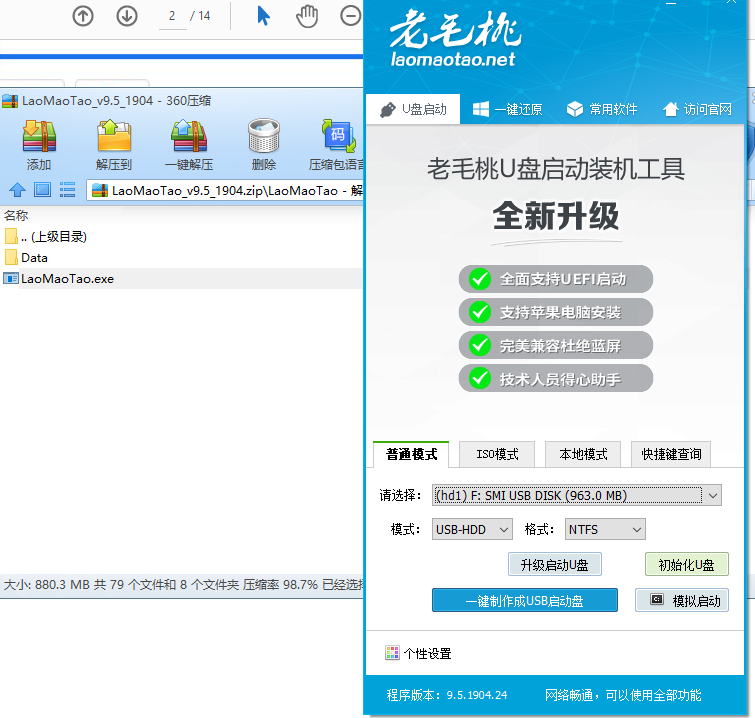 2 / 14
LaoMaoTao_v9.5_1904 - 360压缩
添加
解压到
一键解压
删除
压缩包语言
LaoMaoTao_v9.5_1904.zip\LaoMaoTao - 解
名称
.. (上级目录)
Data
LaoMaoTao.exe
大小: 880.3 MB 共 79 个文件和 8 个文件夹 压缩率 98.7% 已经选择
老毛桃
laomaotao.net
U盘启动
一键还原
常用软件
访问官网
老毛桃U盘启动装机工具
全新升级
全面支持UEFI启动
支持苹果电脑安装
完美兼容杜绝蓝屏
技术人员得心助手
普通模式
ISO模式
本地模式
快捷键查询
请选择:
(hd1) F: SMI USB DISK (963.0 MB)
模式:
USB-HDD
格式:
NTFS
升级启动U盘
初始化U盘
一键制作成USB启动盘
模拟启动
个性设置
程序版本: 9.5.1904.24
网络畅通，可以使用全部功能